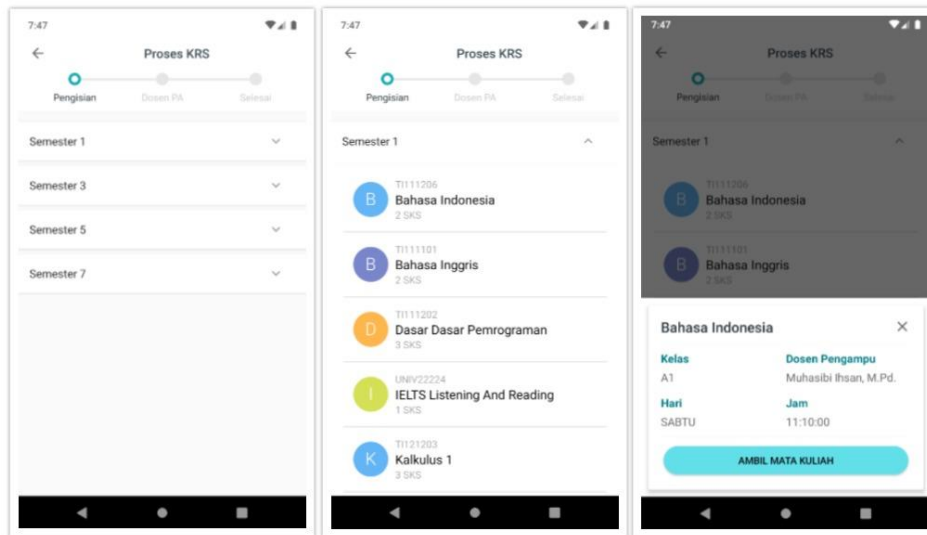 7:47
Proses KRS
Pengisian Dosen PA Selesai
Semester 1
Semester 3
Semester 5
Semester 7
7:47
Proses KRS
Pengisian Dosen PA Selesai
Semester 1
TI111206
B
Bahasa Indonesia
2 SKS
TI111101
B
Bahasa Inggris
2 SKS
TI111202
D
Dasar Dasar Pemrograman
3 SKS
UNIV22224
I
IELTS Listening And Reading
1 SKS
TI121203
K
Kalkulus 1
3 SKS
7:47
Proses KRS
Pengisian Dosen PA Selesai
Semester 1
TI111206
B
Bahasa Indonesia
2 SKS
TI111101
B
Bahasa Inggris
2 SKS
Bahasa Indonesia
Kelas Dosen Pengampu
A1 Muhasibi Ihsan, M.Pd.
Hari Jam
SABTU 11:10:00
AMBIL MATA KULIAH